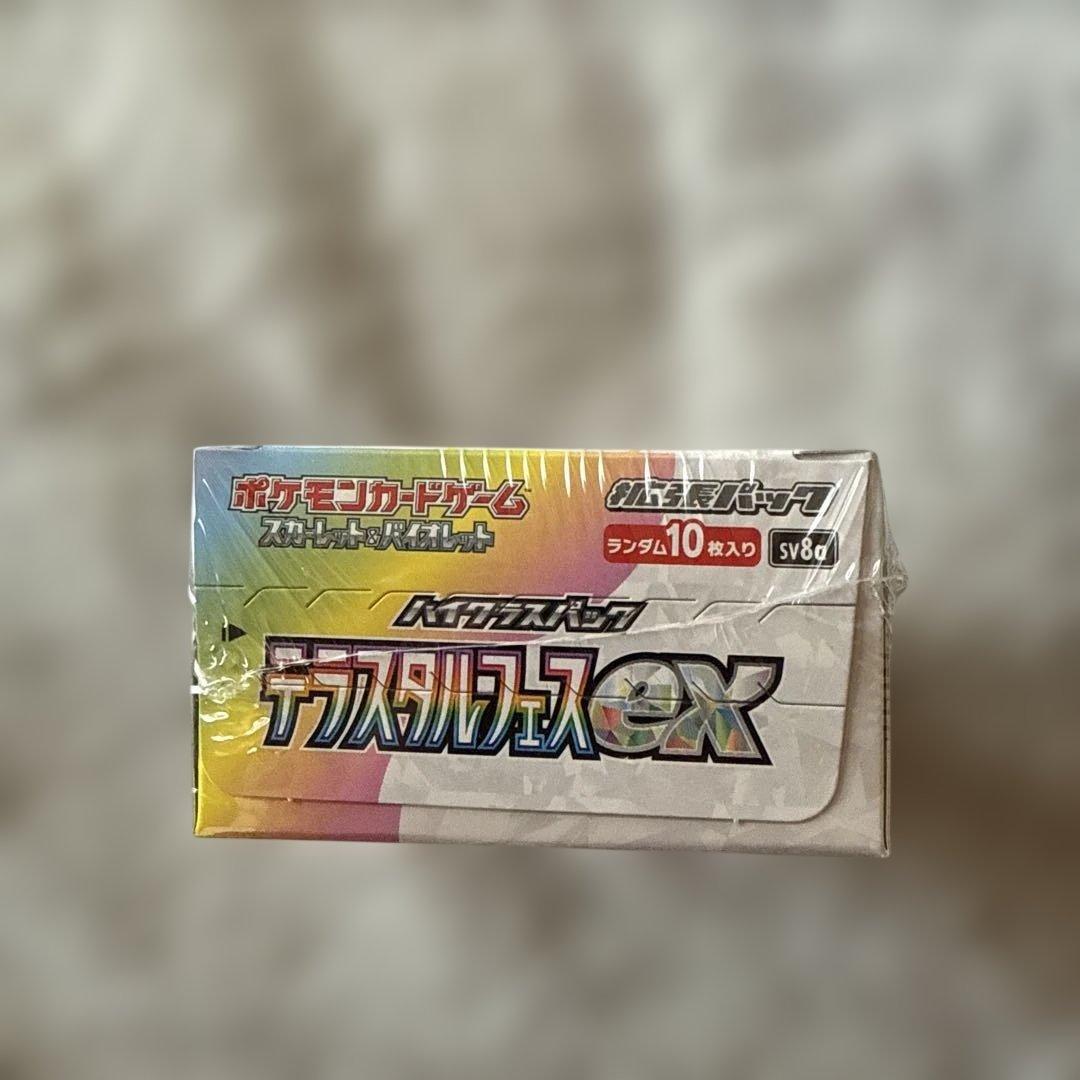 ポケモンカードゲーム
スカーレット&バイオレット
拡張パック
ランダム10枚入り
SV8a
ハイクラスパック
テラスタルフェスex